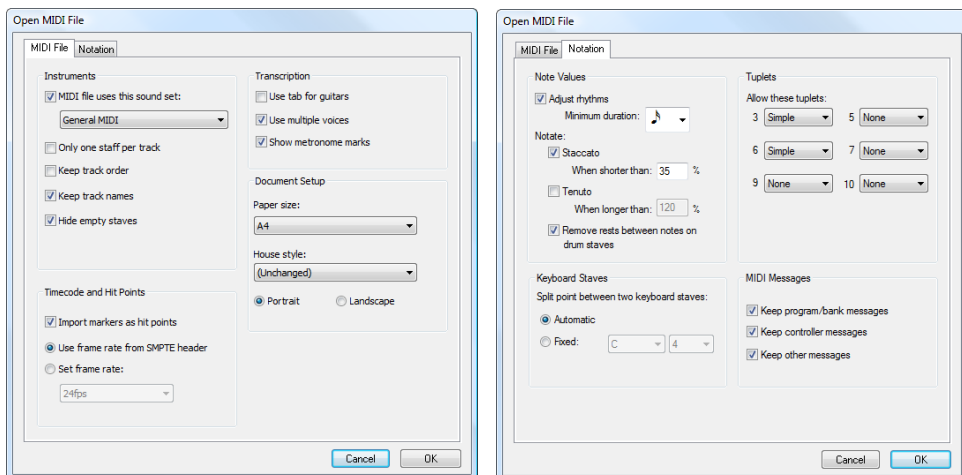 Open MIDI File
MIDI File Notation
Instruments
MIDI file uses this sound set:
General MIDI
Only one staff per track
Keep track order
Keep track names
Hide empty staves
Timecode and Hit Points
Import markers as hit points
Use frame rate from SMPTE header
Set frame rate:
24fps
Transcription
Use tab for guitars
Use multiple voices
Show metronome marks
Document Setup
Paper size:
A4
House style:
(Unchanged)
Portrait Landscape
Cancel OK
Open MIDI File
MIDI File Notation
Note Values
Adjust rhythms
Minimum duration:
Notate:
Staccato
When shorter than: 35 %
Tenuto
When longer than: 120 %
Remove rests between notes on
drum staves
Tuplets
Allow these tuplets:
3 Simple 5 None
6 Simple 7 None
9 None 10 None
Keyboard Staves
Split point between two keyboard staves:
Automatic
Fixed: C 4
MIDI Messages
Keep program/bank messages
Keep controller messages
Keep other messages
Cancel OK